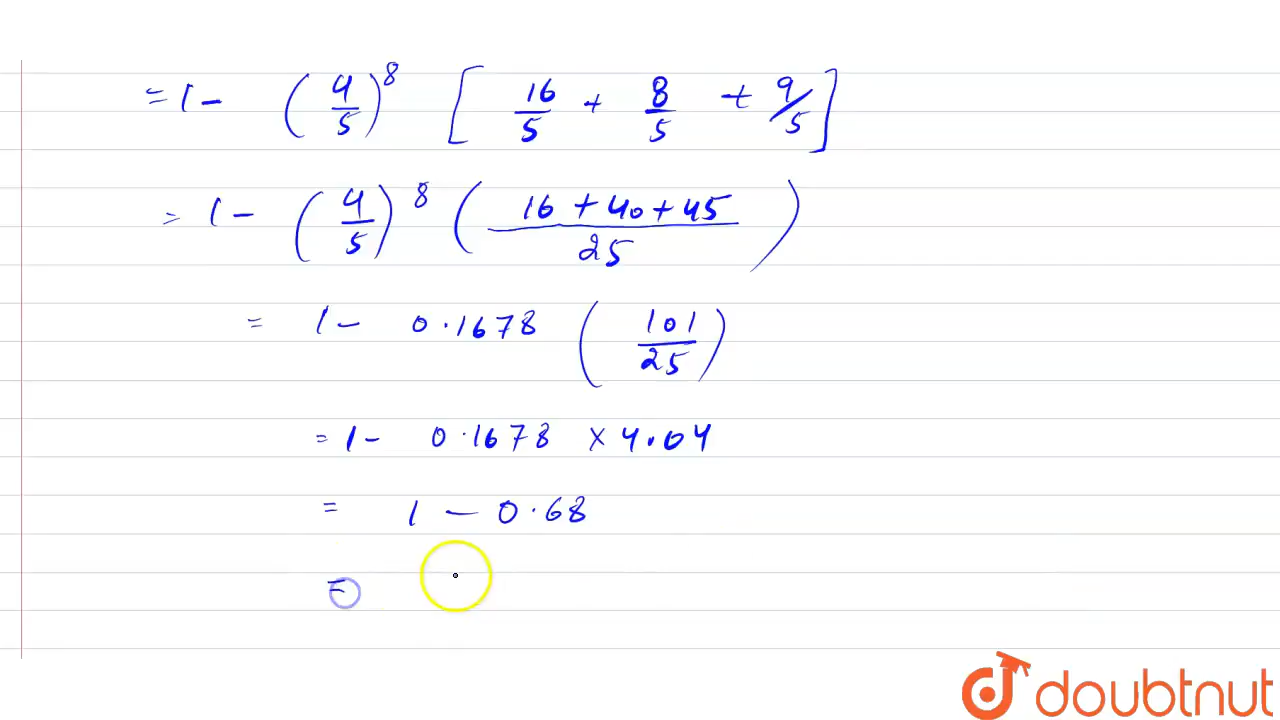 = 1 - (4/5)^8 [16/5 + 8/5 + 9/5]
= 1 - (4/5)^8 (16 + 40 + 45 / 25)
= 1 - 0.1678 (101/25)
= 1 - 0.1678 × 4.04
= 1 - 0.68
=
doubtnut